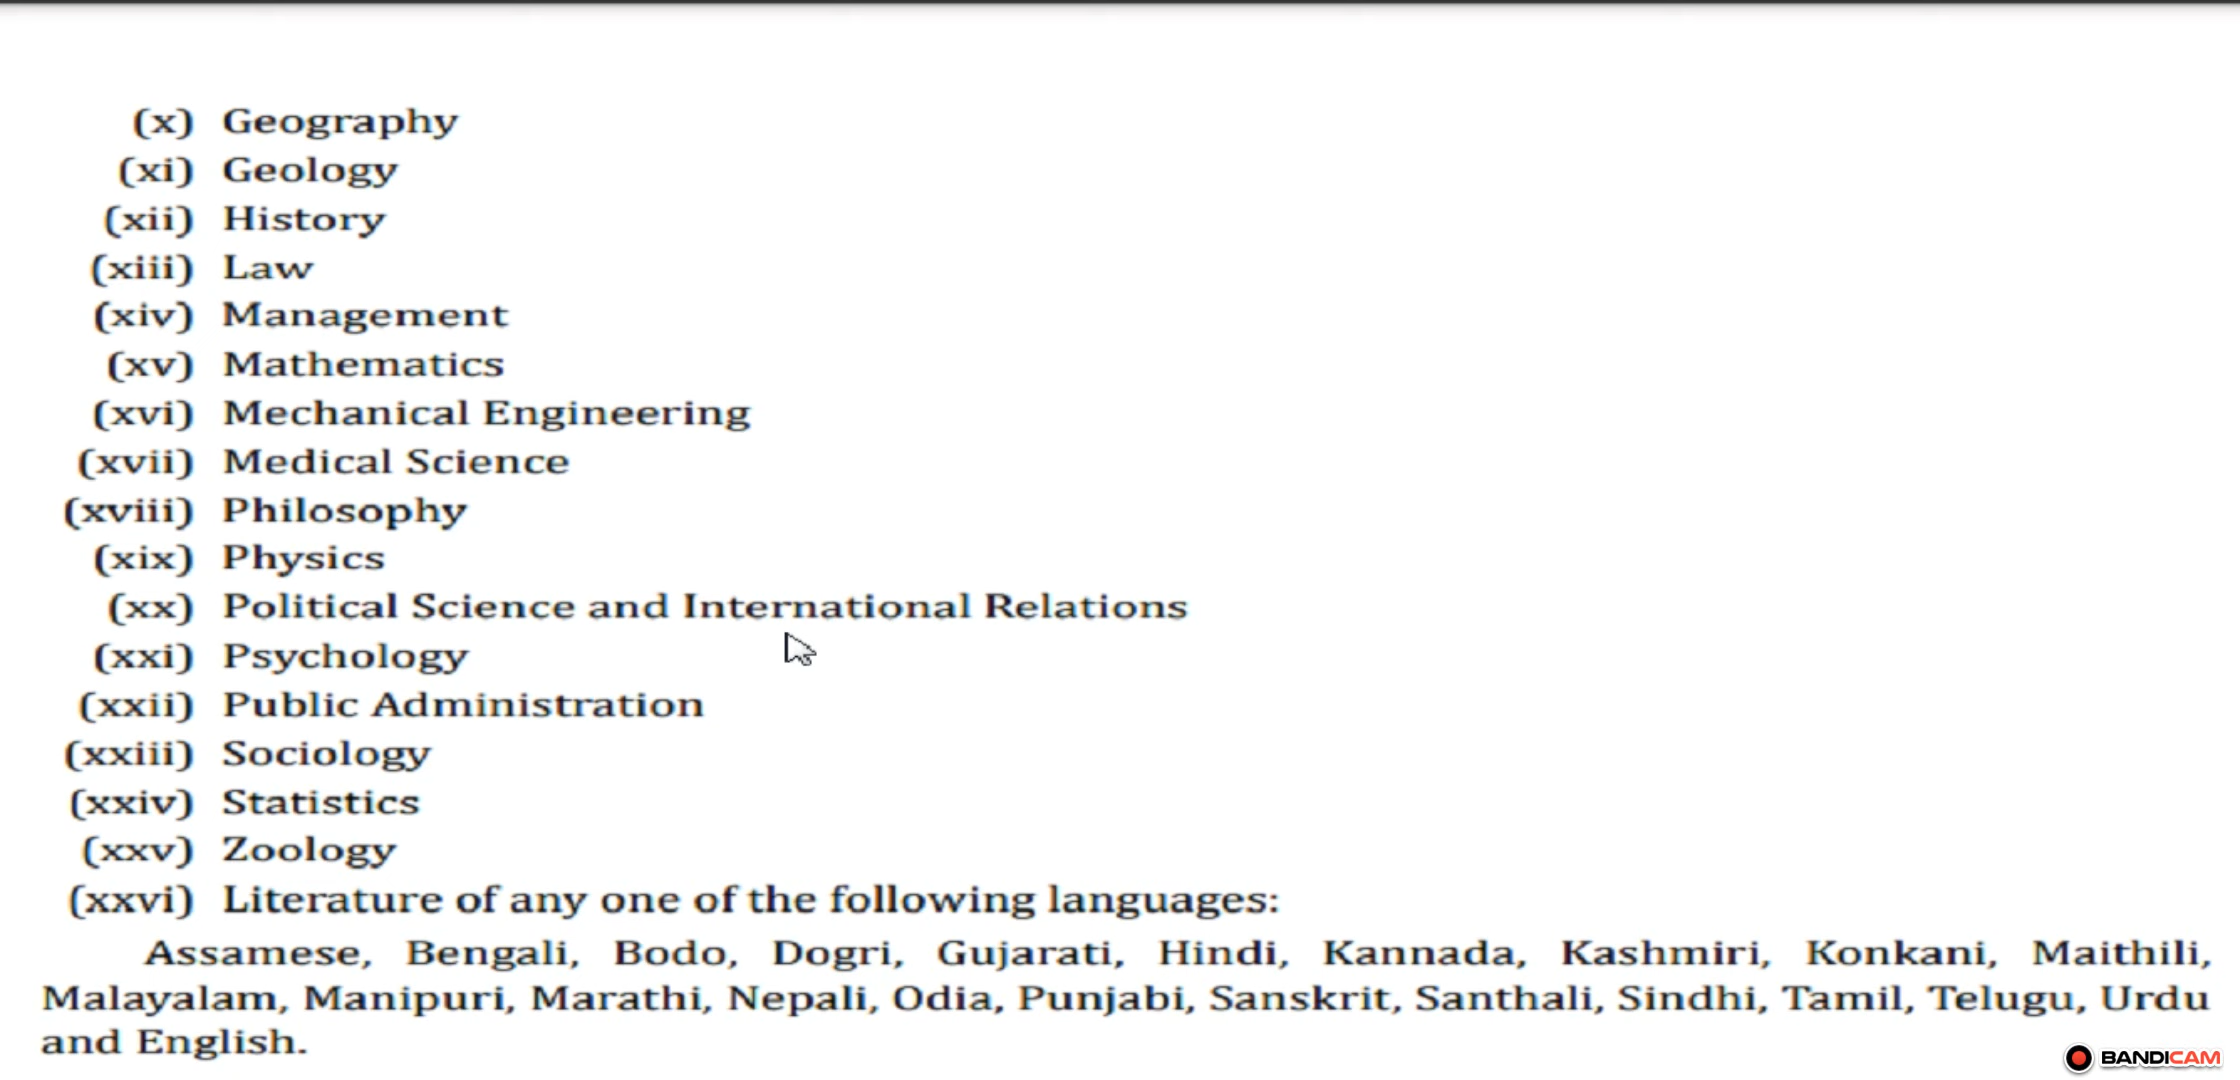 (x) Geography
(xi) Geology
(xii) History
(xiii) Law
(xiv) Management
(xv) Mathematics
(xvi) Mechanical Engineering
(xvii) Medical Science
(xviii) Philosophy
(xix) Physics
(xx) Political Science and International Relations
(xxi) Psychology
(xxii) Public Administration
(xxiii) Sociology
(xxiv) Statistics
(xxv) Zoology
(xxvi) Literature of any one of the following languages:
Assamese, Bengali, Bodo, Dogri, Gujarati, Hindi, Kannada, Kashmiri, Konkani, Maithili,
Malayalam, Manipuri, Marathi, Nepali, Odia, Punjabi, Sanskrit, Santhali, Sindhi, Tamil, Telugu, Urdu
and English.
BANDICAM